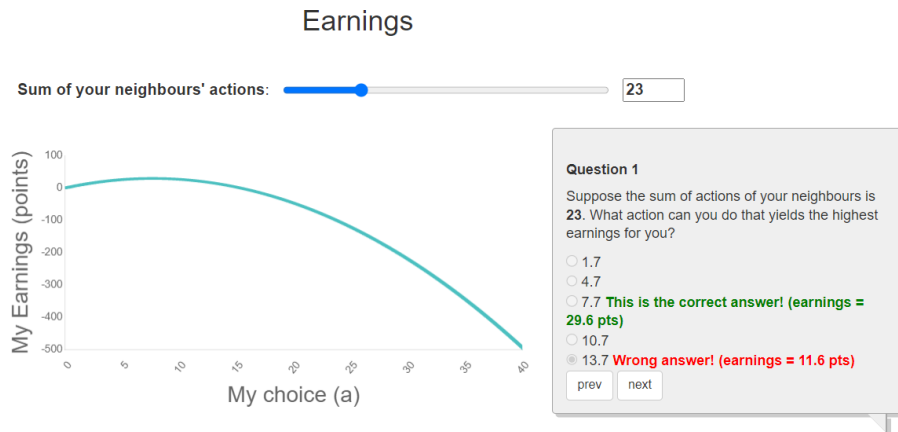 Earnings
Sum of your neighbours' actions:
23
My Earnings (points)
100
0
-100
-200
-300
-400
-500
0
5
10
15
20
25
30
35
40
My choice (a)
Question 1
Suppose the sum of actions of your neighbours is
23. What action can you do that yields the highest
earnings for you?
1.7
4.7
7.7 This is the correct answer! (earnings =
29.6 pts)
10.7
13.7 Wrong answer! (earnings = 11.6 pts)
prev
next